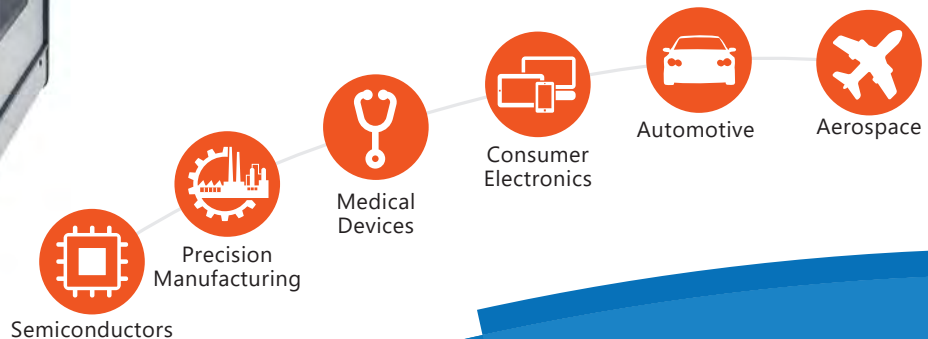 Semiconductors
Precision
Manufacturing
Medical
Devices
Consumer
Electronics
Automotive
Aerospace